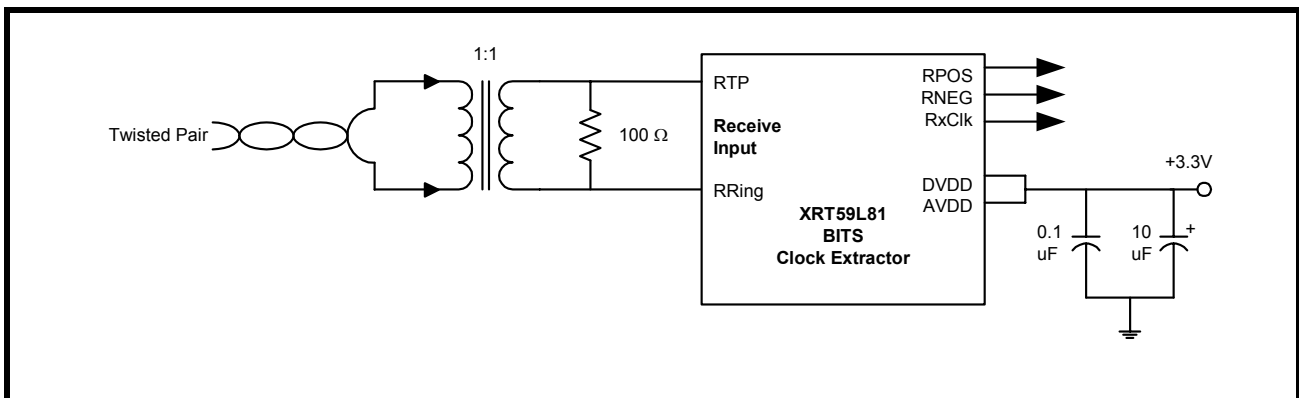 1:1
Twisted Pair
100 Ω
RTP
Receive
Input
RRing
XRT59L81
BITS
Clock Extractor
RPOS
RNEG
RxClk
DVDD
AVDD
+3.3V
0.1
uF
10
uF
+